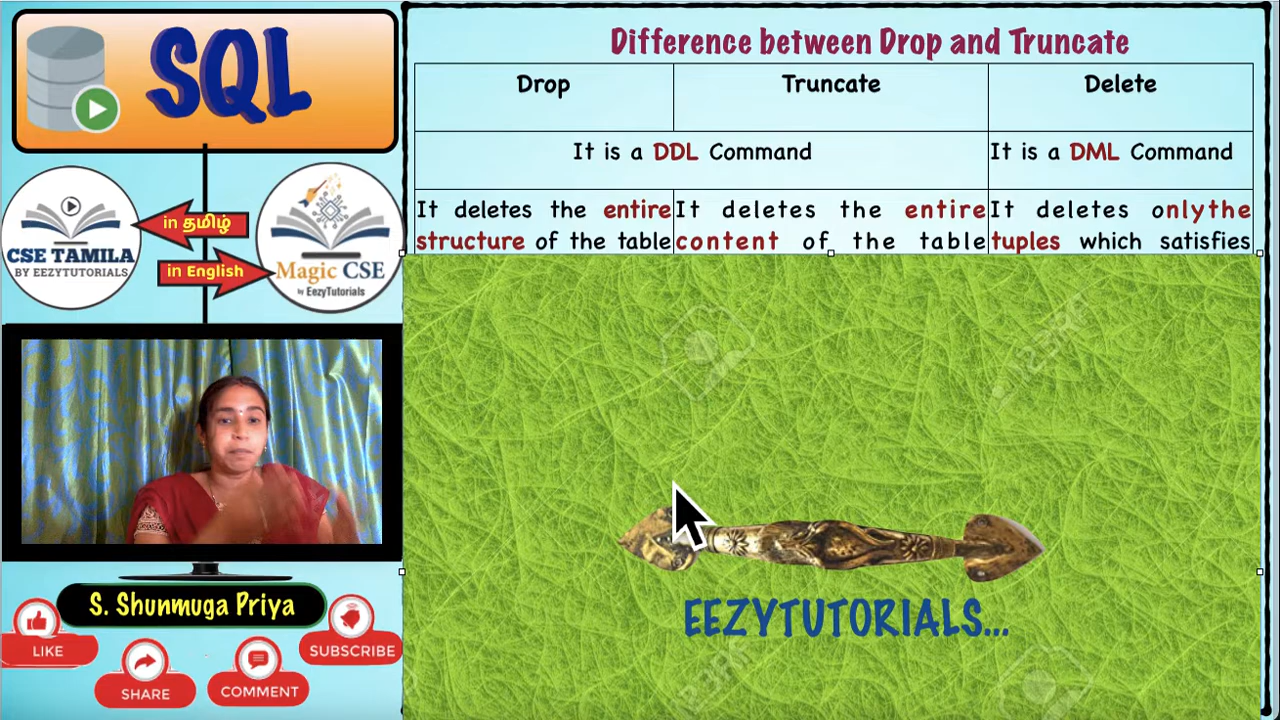 SQL
in தமிழ்
CSE TAMILA
BY EEZYTUTORIALS
in English
Magic CSE
by EezyTutorials
S. Shunmuga Priya
LIKE
SHARE
COMMENT
SUBSCRIBE
Difference between Drop and Truncate
Drop Truncate Delete
It is a DDL Command It is a DML Command
It deletes the entire It deletes the entire It deletes onlythe
structure of the table content of the table tuples which satisfies
123RF
EEZYTUTORIALS...
123RF